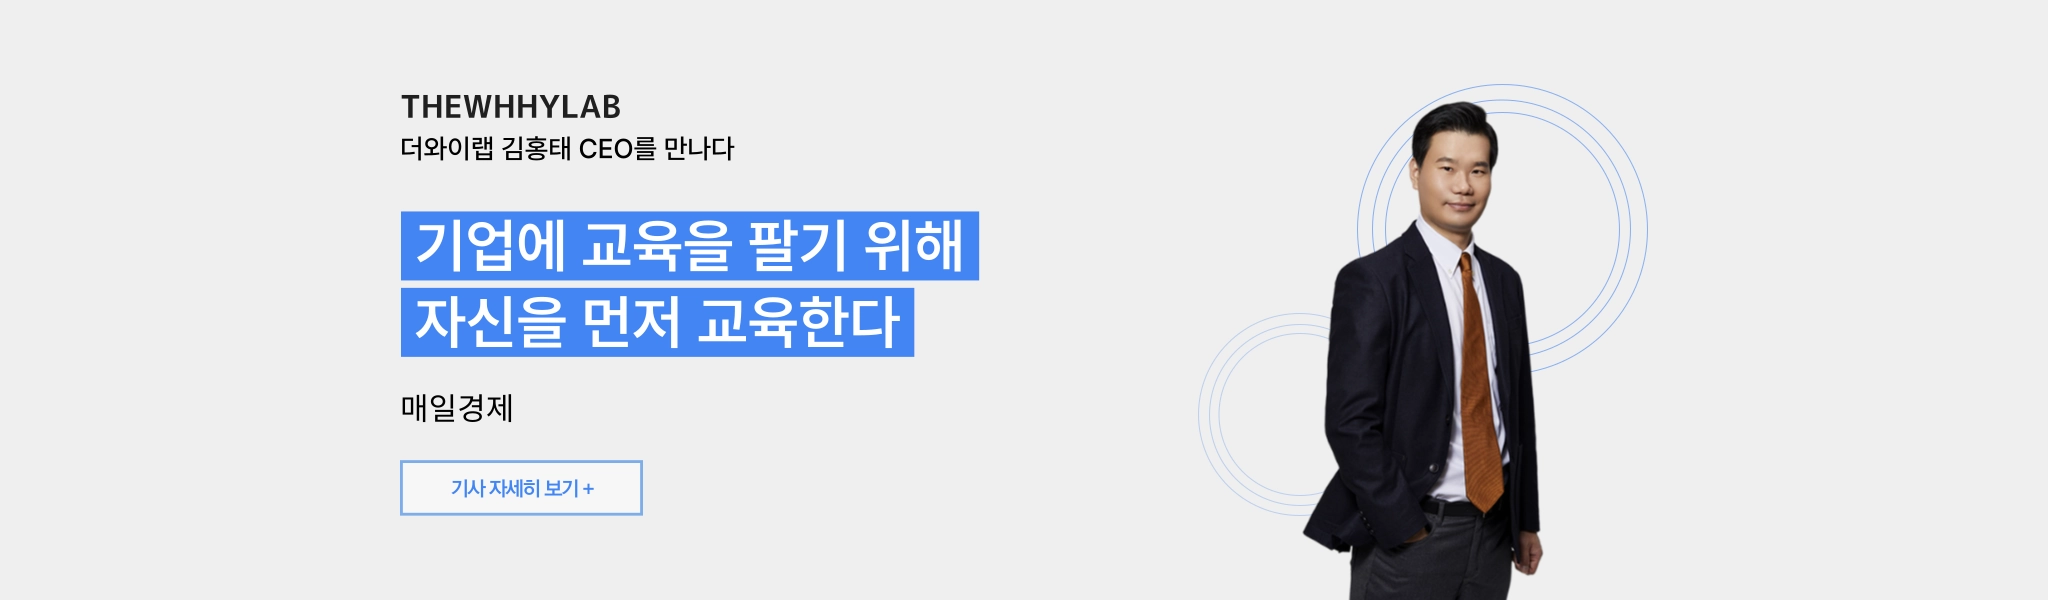 THEWHHYLAB
더와이랩 김홍태 CEO를 만나다
기업에 교육을 팔기 위해
자신을 먼저 교육한다
매일경제
기사 자세히 보기 +